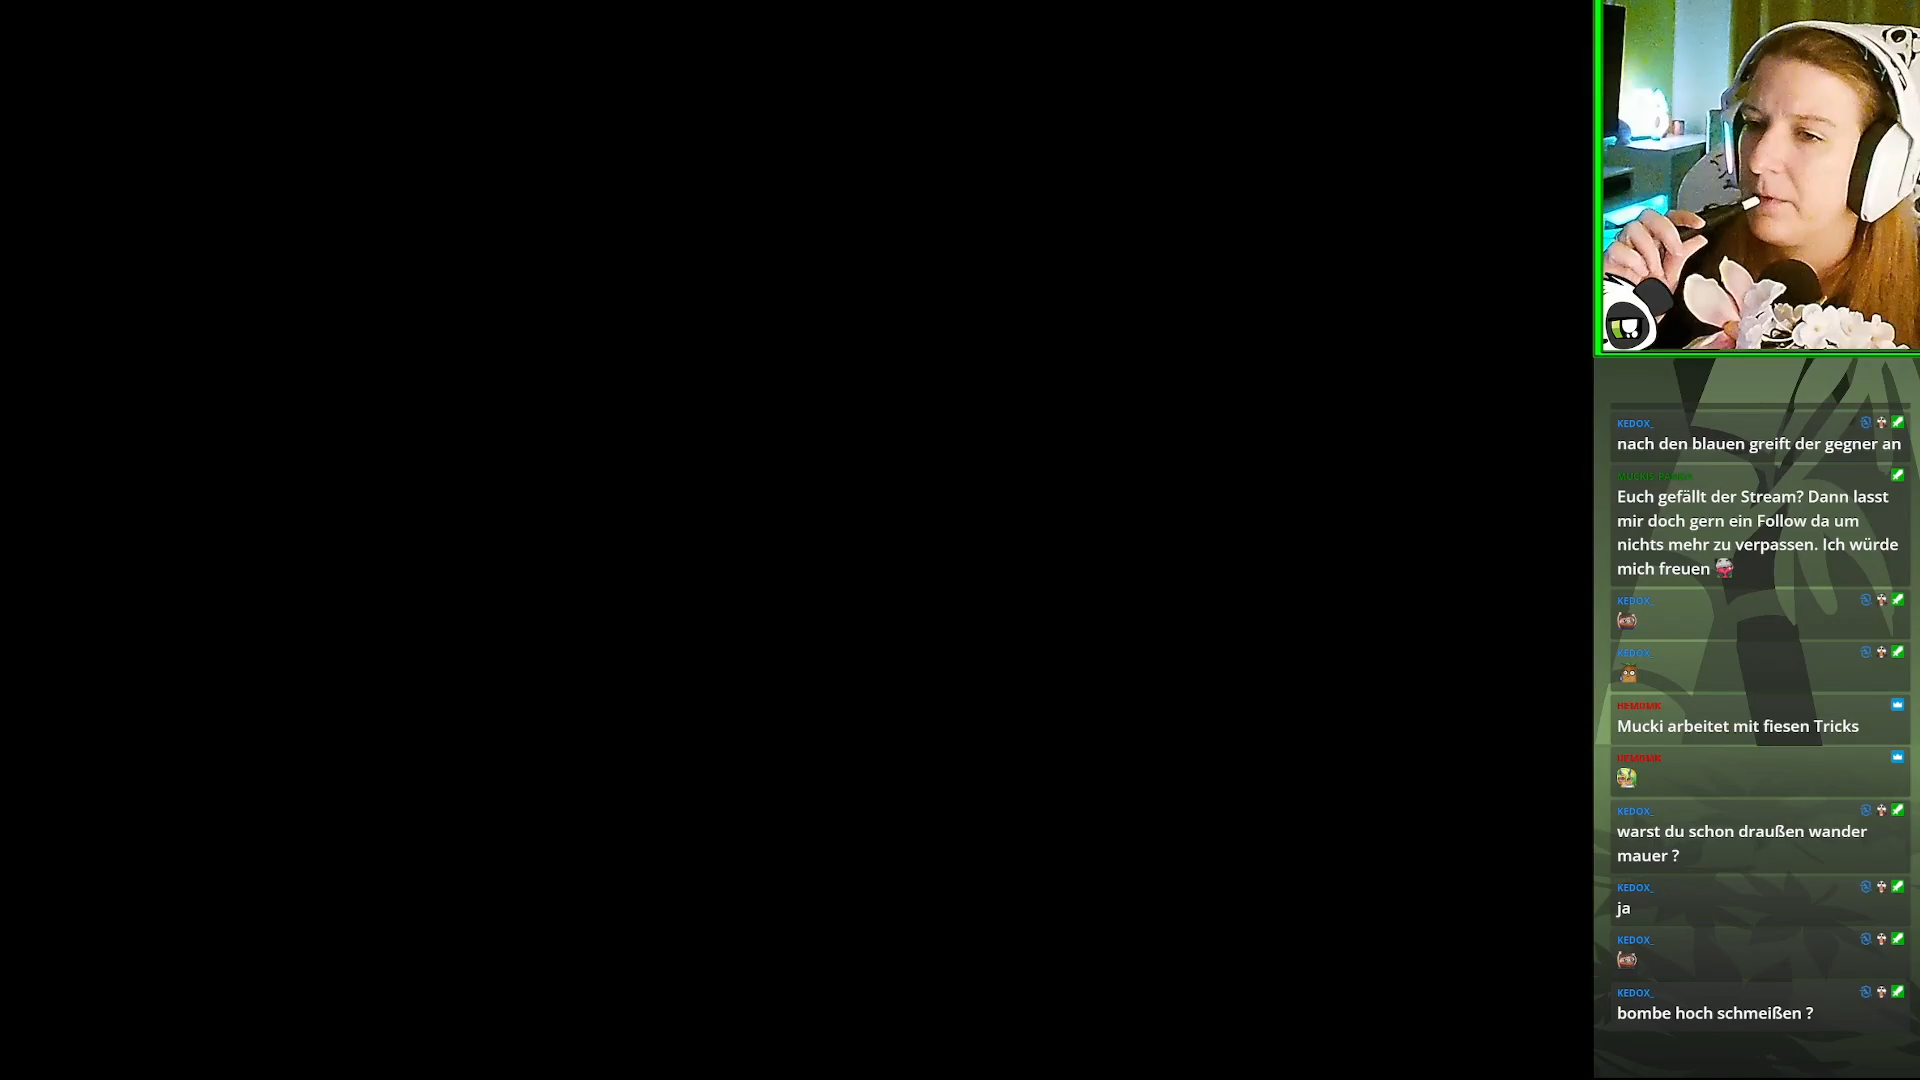 KEDOX_
nach den blauen greift der gegner an
Euch gefällt der Stream? Dann lasst
mir doch gern ein Follow da um
nichts mehr zu verpassen. Ich würde
mich freuen
KEDOX_
KEDOX_
Mucki arbeitet mit fiesen Tricks
KEDOX_
warst du schon draußen wander
mauer ?
KEDOX_
ja
KEDOX_
KEDOX_
bombe hoch schmeißen ?